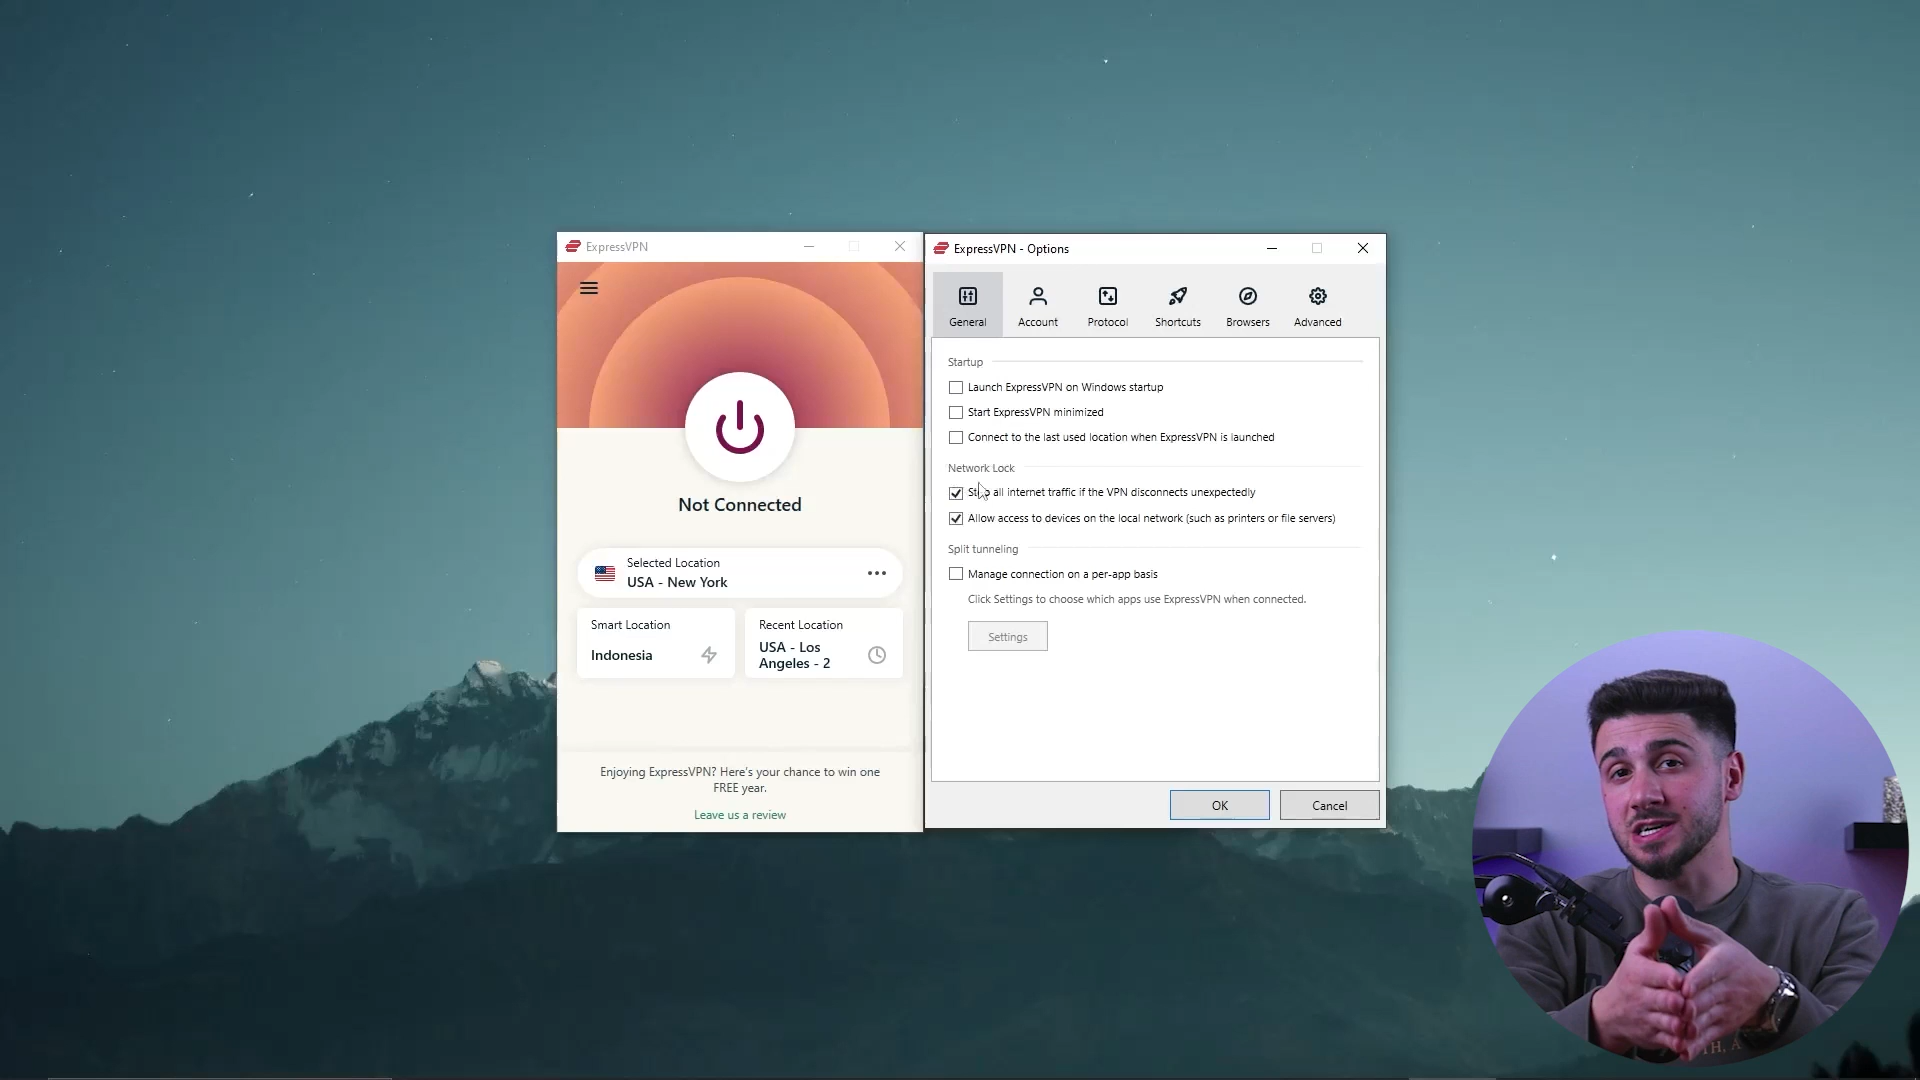 ExpressVPN
Not Connected
Selected Location
USA - New York
Smart Location
Indonesia
Recent Location
USA - Los
Angeles - 2
Enjoying ExpressVPN? Here's your chance to win one
FREE year.
Leave us a review
ExpressVPN - Options
General
Account
Protocol
Shortcuts
Browsers
Advanced
Startup
Launch ExpressVPN on Windows startup
Start ExpressVPN minimized
Connect to the last used location when ExpressVPN is launched
Network Lock
Stop all internet traffic if the VPN disconnects unexpectedly
Allow access to devices on the local network (such as printers or file servers)
Split tunneling
Manage connection on a per-app basis
Click Settings to choose which apps use ExpressVPN when connected.
Settings
OK
Cancel